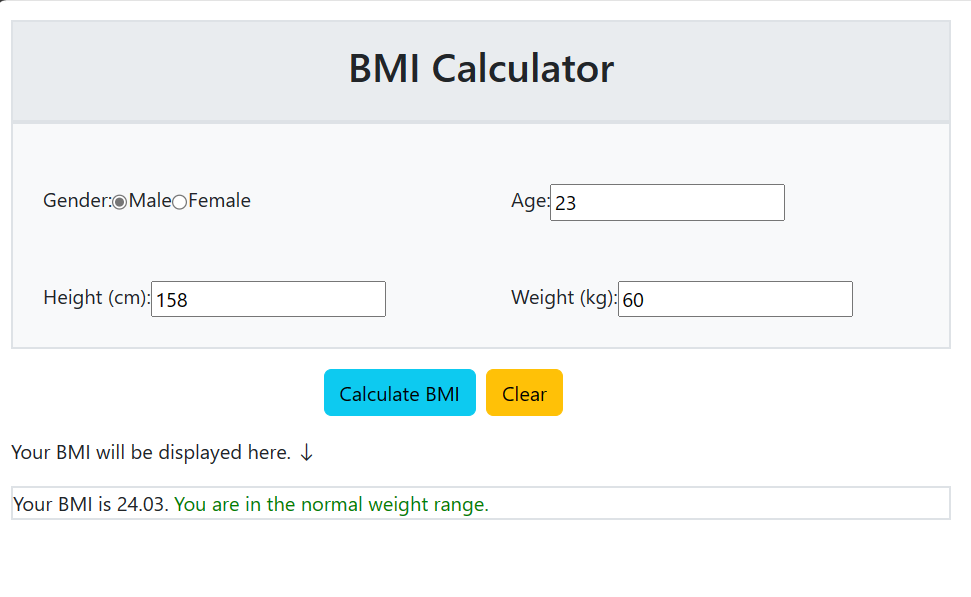 BMI Calculator
Gender: Male Female Age: 23
Height (cm): 158 Weight (kg): 60
Calculate BMI Clear
Your BMI will be displayed here. ↓
Your BMI is 24.03. You are in the normal weight range.